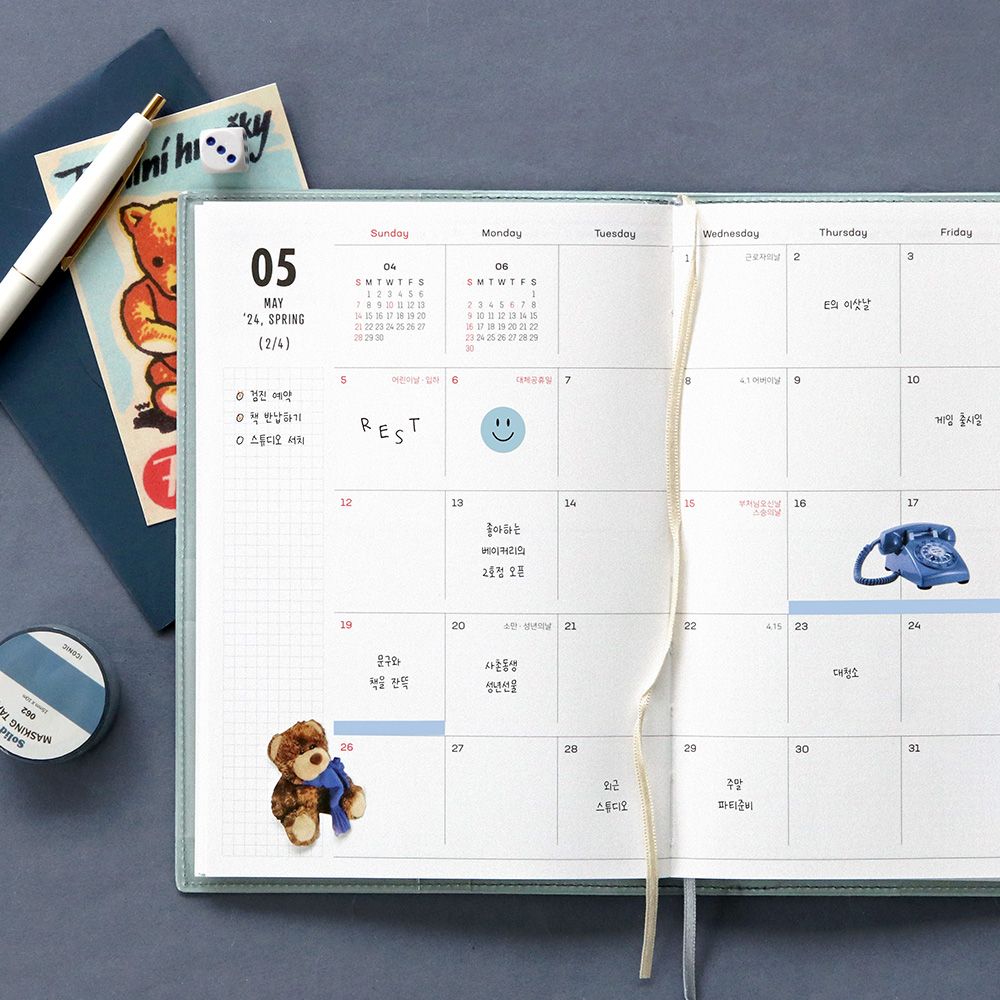 Sunday Monday Tuesday Wednesday Thursday Friday
05
MAY
'24, SPRING
(2/4)
04
S M T W T F S
1 2 3 4 5 6
7 8 9 10 11 12 13
14 15 16 17 18 19 20
21 22 23 24 25 26 27
28 29 30
06
S M T W T F S
1
2 3 4 5 6 7 8
9 10 11 12 13 14 15
16 17 18 19 20 21 22
23 24 25 26 27 28 29
30
1 근로자의날
2
E의 이삿날
3
검진 예약
책 반납하기
스튜디오 서치
5 어린이날·입하
REST
6 대체공휴일
7
8 4.1 어버이날
9
10
게임 출시일
12
13
좋아하는
베이커리의
2호점 오픈
14
15 부처님오신날
스승의날
16
17
19
문구와
책을 잔뜩
20 소만·성년의날
사촌동생
성년선물
21
22 4.15
23
대청소
24
26
27
28
외근
스튜디오
29
주말
파티준비
30
31
ICONIC
15mm x 10m
062
MASKING TA
Solid